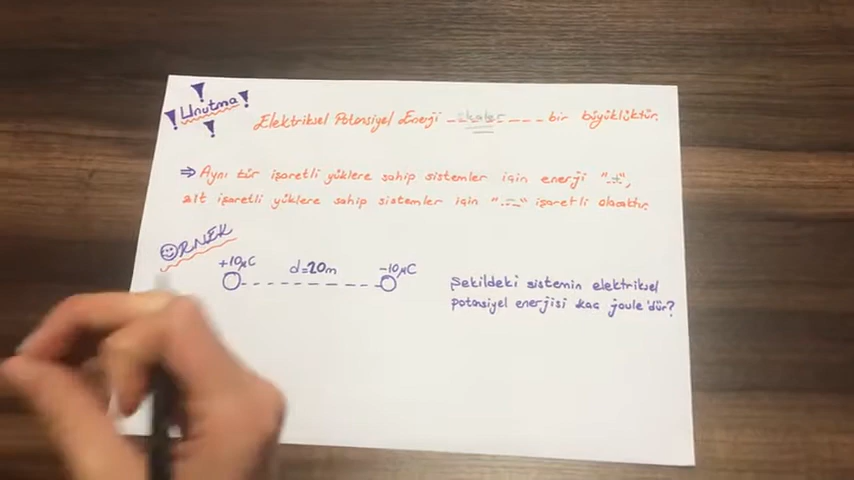 ! Unutma !
!
Elektriksel Potansiyel Enerji _ skaler _ _ _ bir büyüklüktür.
⇒ Aynı tür işaretli yüklere sahip sistemler için enerji "..+..",
zıt işaretli yüklere sahip sistemler için "..-.." işaretli olacaktır.
ÖRNEK
+10μC d=20m -10μC
Şekildeki sistemin elektriksel
potansiyel enerjisi kaç joule'dür?